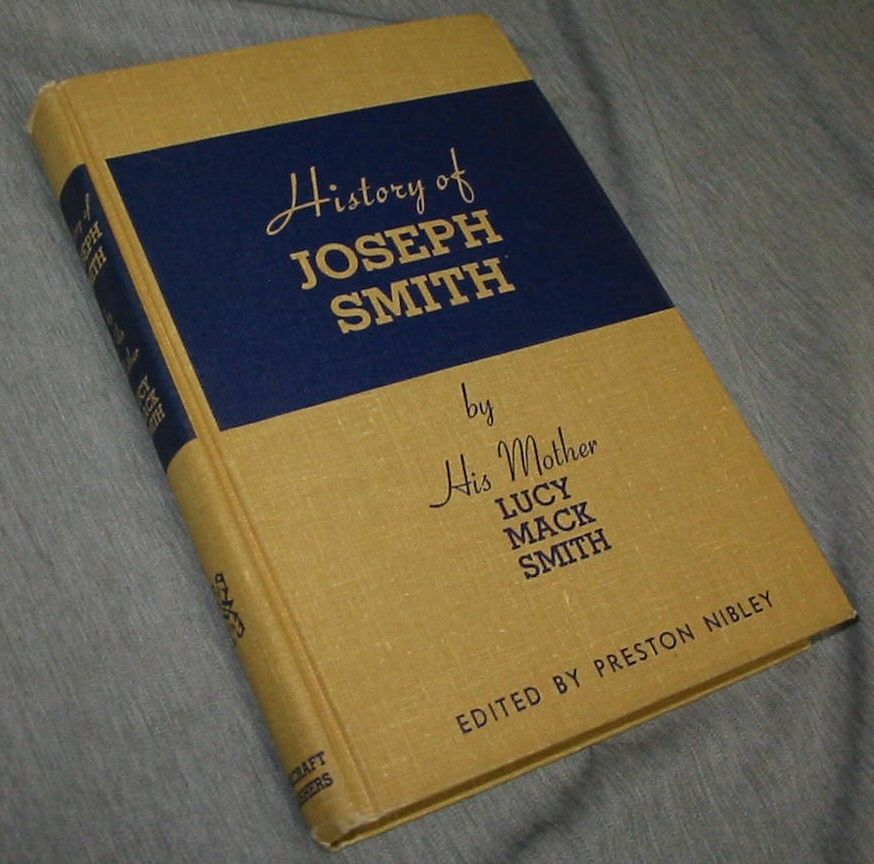 History of
JOSEPH
SMITH
by
His Mother
LUCY
MACK
SMITH
EDITED BY PRESTON NIBLEY